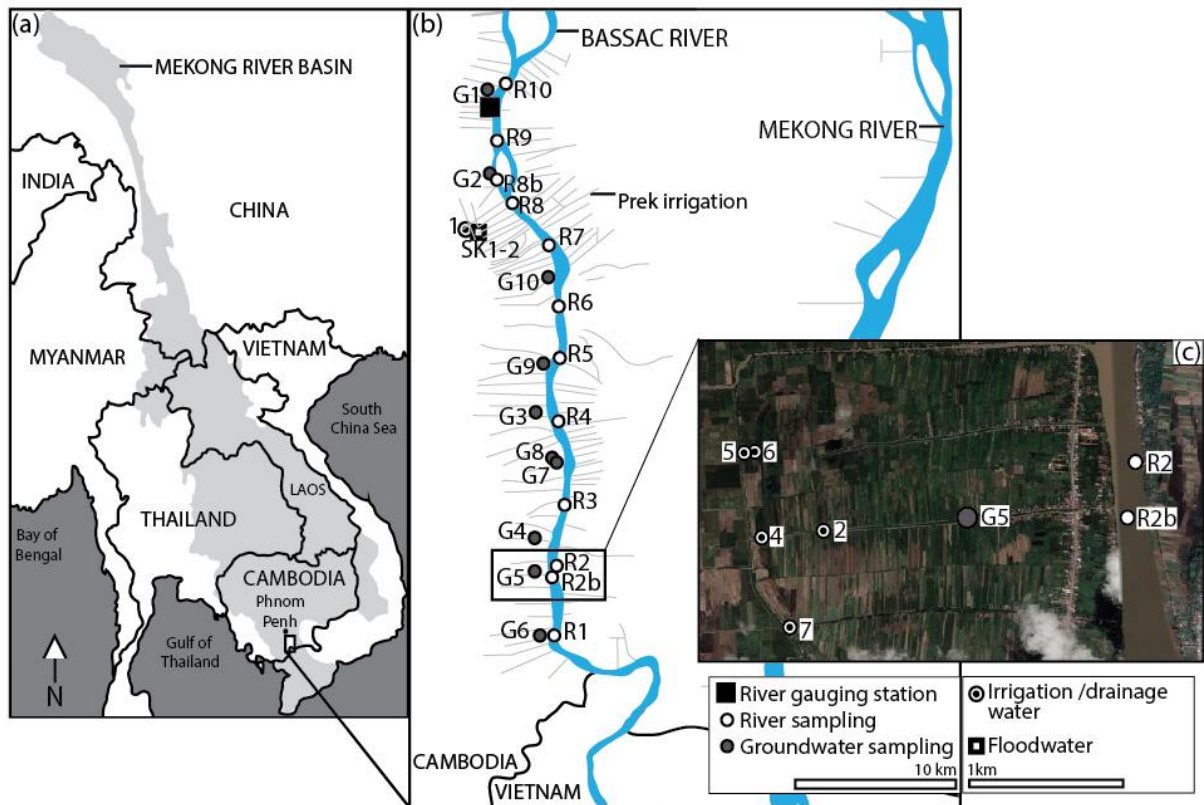 (a)
MEKONG RIVER BASIN
INDIA
CHINA
MYANMAR
VIETNAM
South
China Sea
LAOS
THAILAND
Bay of
Bengal
CAMBODIA
Phnom
Penh
Gulf of
Thailand
N
(b)
BASSAC RIVER
G1
R10
MEKONG RIVER
R9
G2
R8b
R8
Prek irrigation
1
SK1-2
R7
G10
R6
R5
G9
G3
R4
G8
G7
R3
G4
R2
G5
R2b
G6
R1
CAMBODIA
VIETNAM
(c)
5
6
R2
G5
R2b
4
2
7
River gauging station
River sampling
Groundwater sampling
10 km
Irrigation /drainage
water
Floodwater
1km